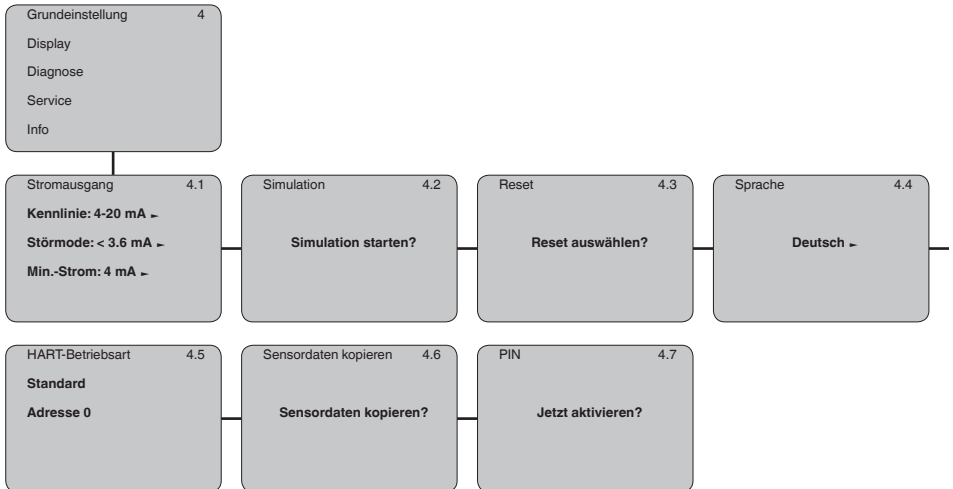 Grundeinstellung 4
Display
Diagnose
Service
Info
Stromausgang 4.1
Kennlinie: 4-20 mA ►
Störmode: < 3.6 mA ►
Min.-Strom: 4 mA ►
Simulation 4.2
Simulation starten?
Reset 4.3
Reset auswählen?
Sprache 4.4
Deutsch ►
HART-Betriebsart 4.5
Standard
Adresse 0
Sensordaten kopieren 4.6
Sensordaten kopieren?
PIN 4.7
Jetzt aktivieren?